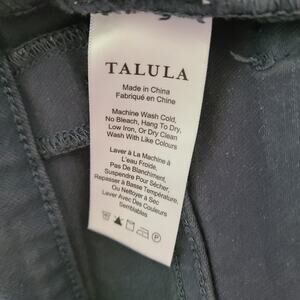 TALULA
Made in China
Fabriqué en Chine
Machine Wash Cold,
No Bleach, Hang To Dry,
Low Iron, Or Dry Clean
Wash With Like Colours
Laver À La Machine À
L'eau Froide,
Pas De Blanchiment,
Suspendre Pour Sécher,
Repasser à Basse Température,
Ou Nettoyer à Sec
Laver Avec Des Couleurs
Semblables
P